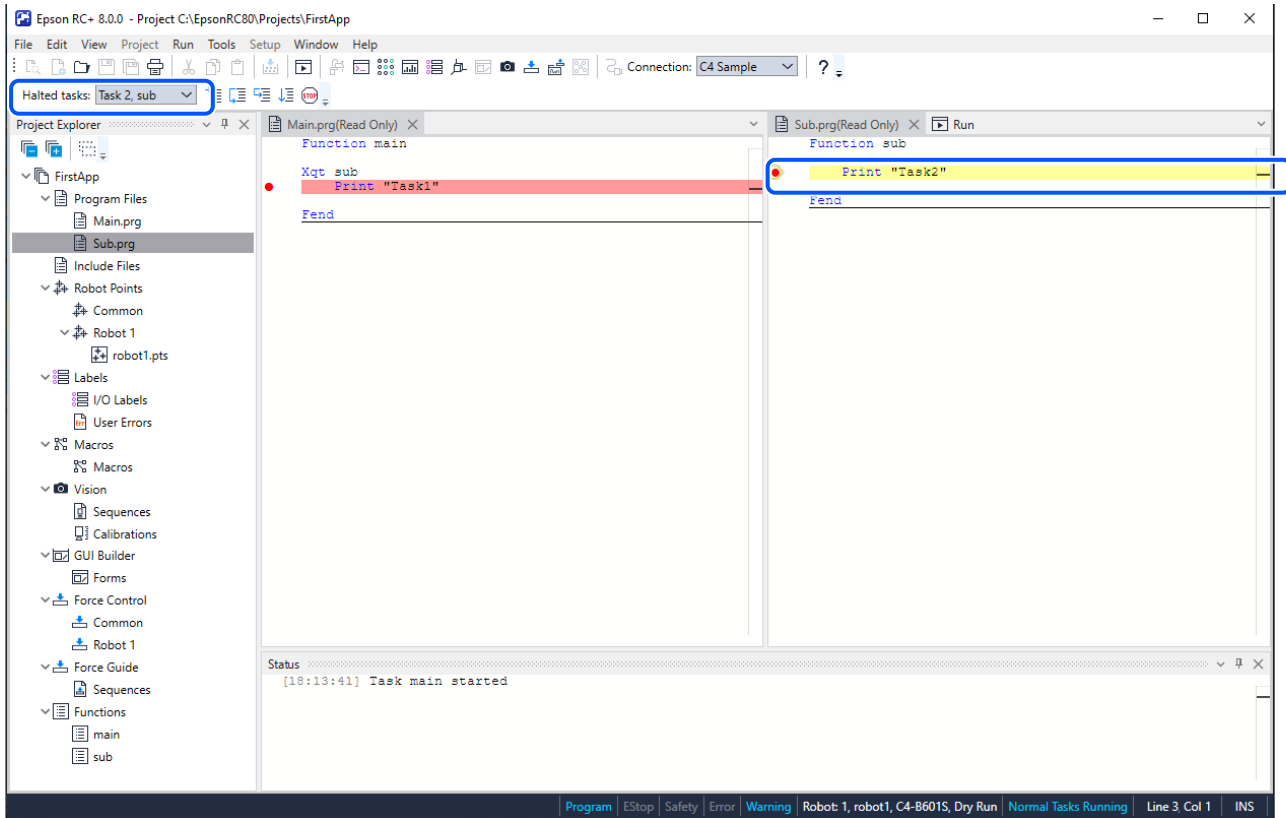 Epson RC+ 8.0.0 - Project C:\EpsonRC80\Projects\FirstApp
File Edit View Project Run Tools Setup Window Help
Connection: C4 Sample ?
Halted tasks: Task 2, sub STOP
Project Explorer
FirstApp
Program Files
Main.prg
Sub.prg
Include Files
Robot Points
Common
Robot 1
robot1.pts
Labels
I/O Labels
User Errors
Macros
Macros
Vision
Sequences
Calibrations
GUI Builder
Forms
Force Control
Common
Robot 1
Force Guide
Sequences
Functions
main
sub
Main.prg(Read Only)
Function main
Xqt sub
Print "Task1"
Fend
Sub.prg(Read Only) Run
Function sub
Print "Task2"
Fend
Status
[18:13:41] Task main started
Program EStop Safety Error Warning Robot: 1, robot1, C4-B601S, Dry Run Normal Tasks Running Line 3, Col 1 INS